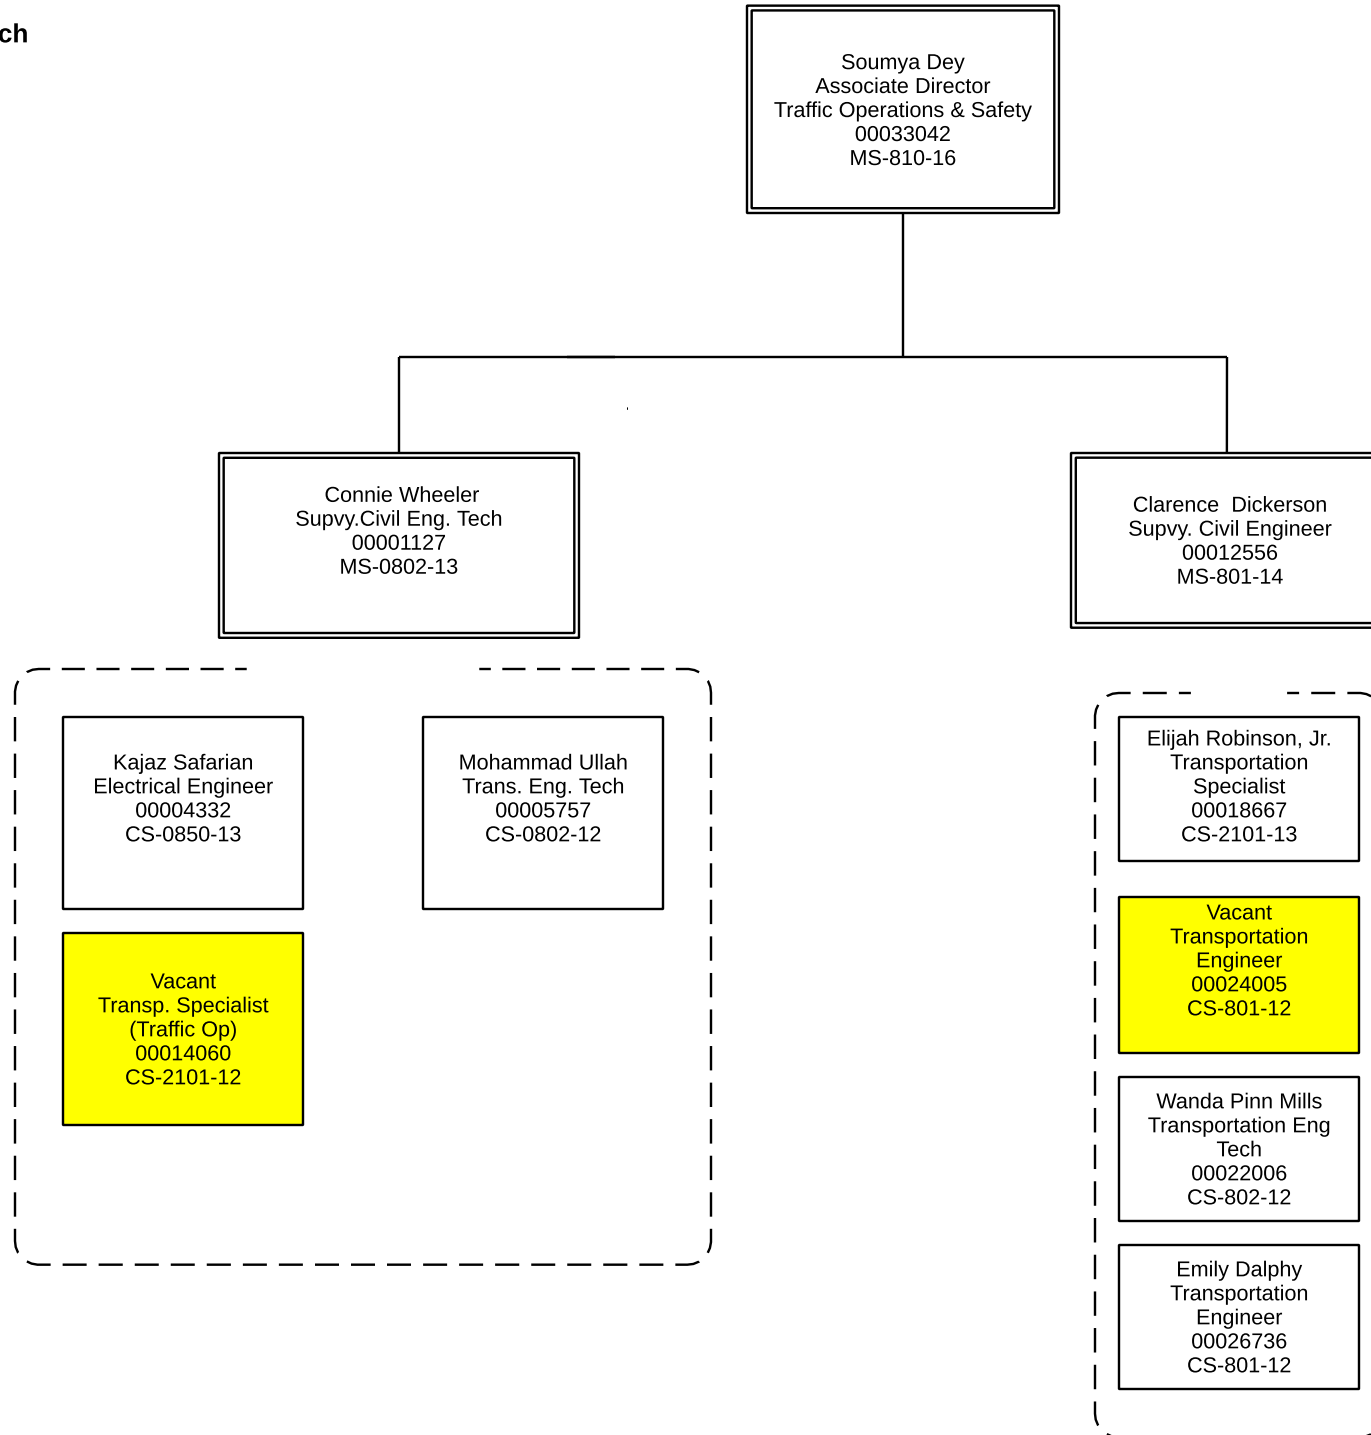 ch
Soumya Dey
Associate Director
Traffic Operations & Safety
00033042
MS-810-16
Connie Wheeler
Supvy.Civil Eng. Tech
00001127
MS-0802-13
Clarence  Dickerson
Supvy. Civil Engineer
00012556
MS-801-14
Kajaz Safarian
Electrical Engineer
00004332
CS-0850-13
Mohammad Ullah
Trans. Eng. Tech
00005757
CS-0802-12
Vacant
Transp. Specialist
(Traffic Op)
00014060
CS-2101-12
Elijah Robinson, Jr.
Transportation
Specialist
00018667
CS-2101-13
Vacant
Transportation
Engineer
00024005
CS-801-12
Wanda Pinn Mills
Transportation Eng
Tech
00022006
CS-802-12
Emily Dalphy
Transportation
Engineer
00026736
CS-801-12